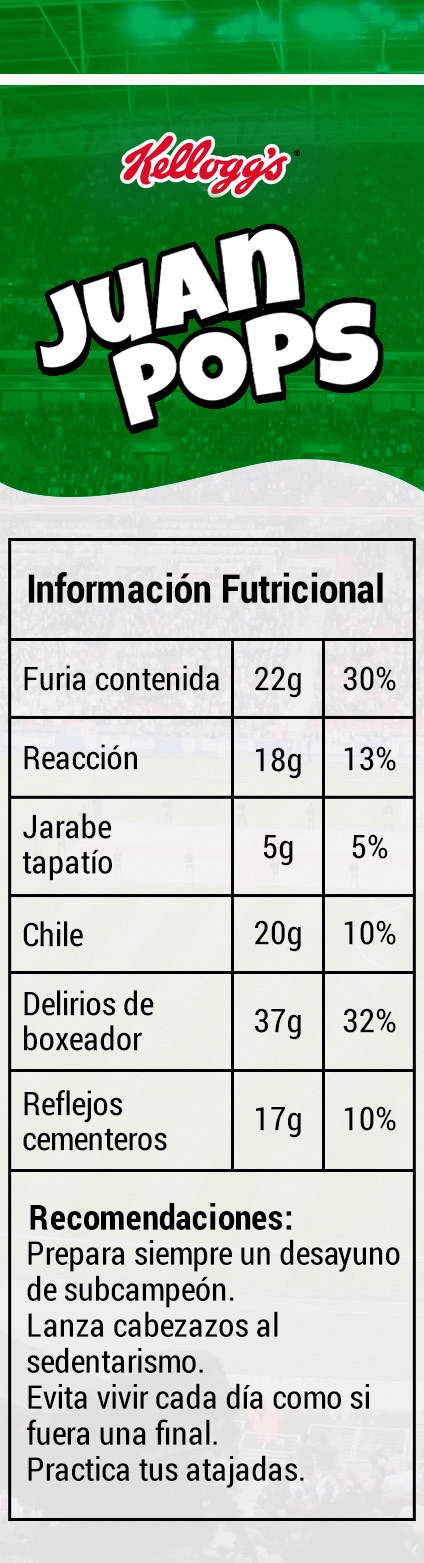 Kellogg's®
JUAN
POPS
Información Futricional
Furia contenida 22g 30%
Reacción 18g 13%
Jarabe
tapatío 5g 5%
Chile 20g 10%
Delirios de
boxeador 37g 32%
Reflejos
cementeros 17g 10%
Recomendaciones:
Prepara siempre un desayuno
de subcampeón.
Lanza cabezazos al
sedentarismo.
Evita vivir cada día como si
fuera una final.
Practica tus atajadas.